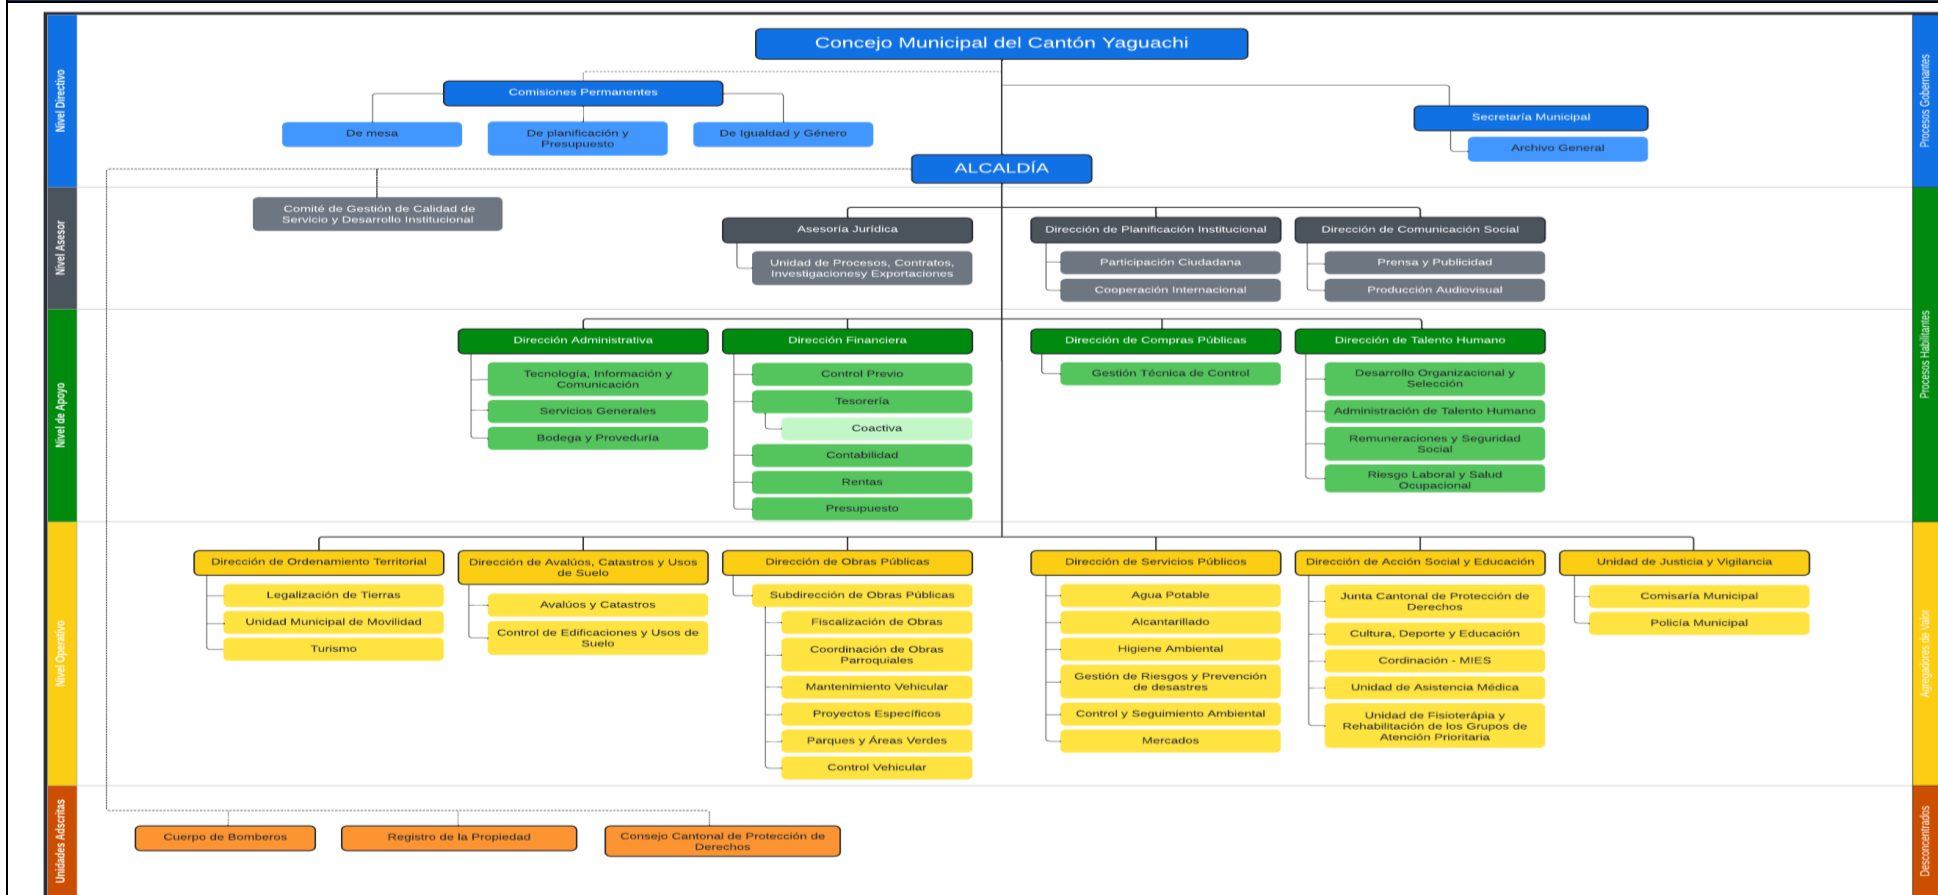 Concejo Municipal del Cantón Yaguachi
Nivel Directivo
Procesos Gobernantes
Comisiones Permanentes
De mesa
De planificación y
Presupuesto
De Igualdad y Género
Secretaría Municipal
Archivo General
ALCALDÍA
Nivel Asesor
Comité de Gestión de Calidad de
Servicio y Desarrollo Institucional
Asesoría Jurídica
Unidad de Procesos, Contratos,
Investigacionesy Exportaciones
Dirección de Planificación Institucional
Participación Ciudadana
Cooperación Internacional
Dirección de Comunicación Social
Prensa y Publicidad
Producción Audiovisual
Procesos Habilitantes
Nivel de Apoyo
Dirección Administrativa
Tecnología, Información y
Comunicación
Servicios Generales
Bodega y Proveduría
Dirección Financiera
Control Previo
Tesorería
Coactiva
Contabilidad
Rentas
Presupuesto
Dirección de Compras Públicas
Gestión Técnica de Control
Dirección de Talento Humano
Desarrollo Organizacional y
Selección
Administración de Talento Humano
Remuneraciones y Seguridad
Social
Riesgo Laboral y Salud
Ocupacional
Nivel Operativo
Dirección de Ordenamiento Territorial
Legalización de Tierras
Unidad Municipal de Movilidad
Turismo
Dirección de Avalúos, Catastros y Usos
de Suelo
Avalúos y Catastros
Control de Edificaciones y Usos de
Suelo
Dirección de Obras Públicas
Subdirección de Obras Públicas
Fiscalización de Obras
Coordinación de Obras
Parroquiales
Mantenimiento Vehicular
Proyectos Específicos
Parques y Áreas Verdes
Control Vehicular
Dirección de Servicios Públicos
Agua Potable
Alcantarillado
Higiene Ambiental
Gestión de Riesgos y Prevención
de desastres
Control y Seguimiento Ambiental
Mercados
Dirección de Acción Social y Educación
Junta Cantonal de Protección de
Derechos
Cultura, Deporte y Educación
Cordinación - MIES
Unidad de Asistencia Médica
Unidad de Fisioterápia y
Rehabilitación de los Grupos de
Atención Prioritaria
Unidad de Justicia y Vigilancia
Comisaría Municipal
Policía Municipal
Agregadores de Valor
Unidades Adscritas
Cuerpo de Bomberos
Registro de la Propiedad
Consejo Cantonal de Protección de
Derechos
Desconcentrados